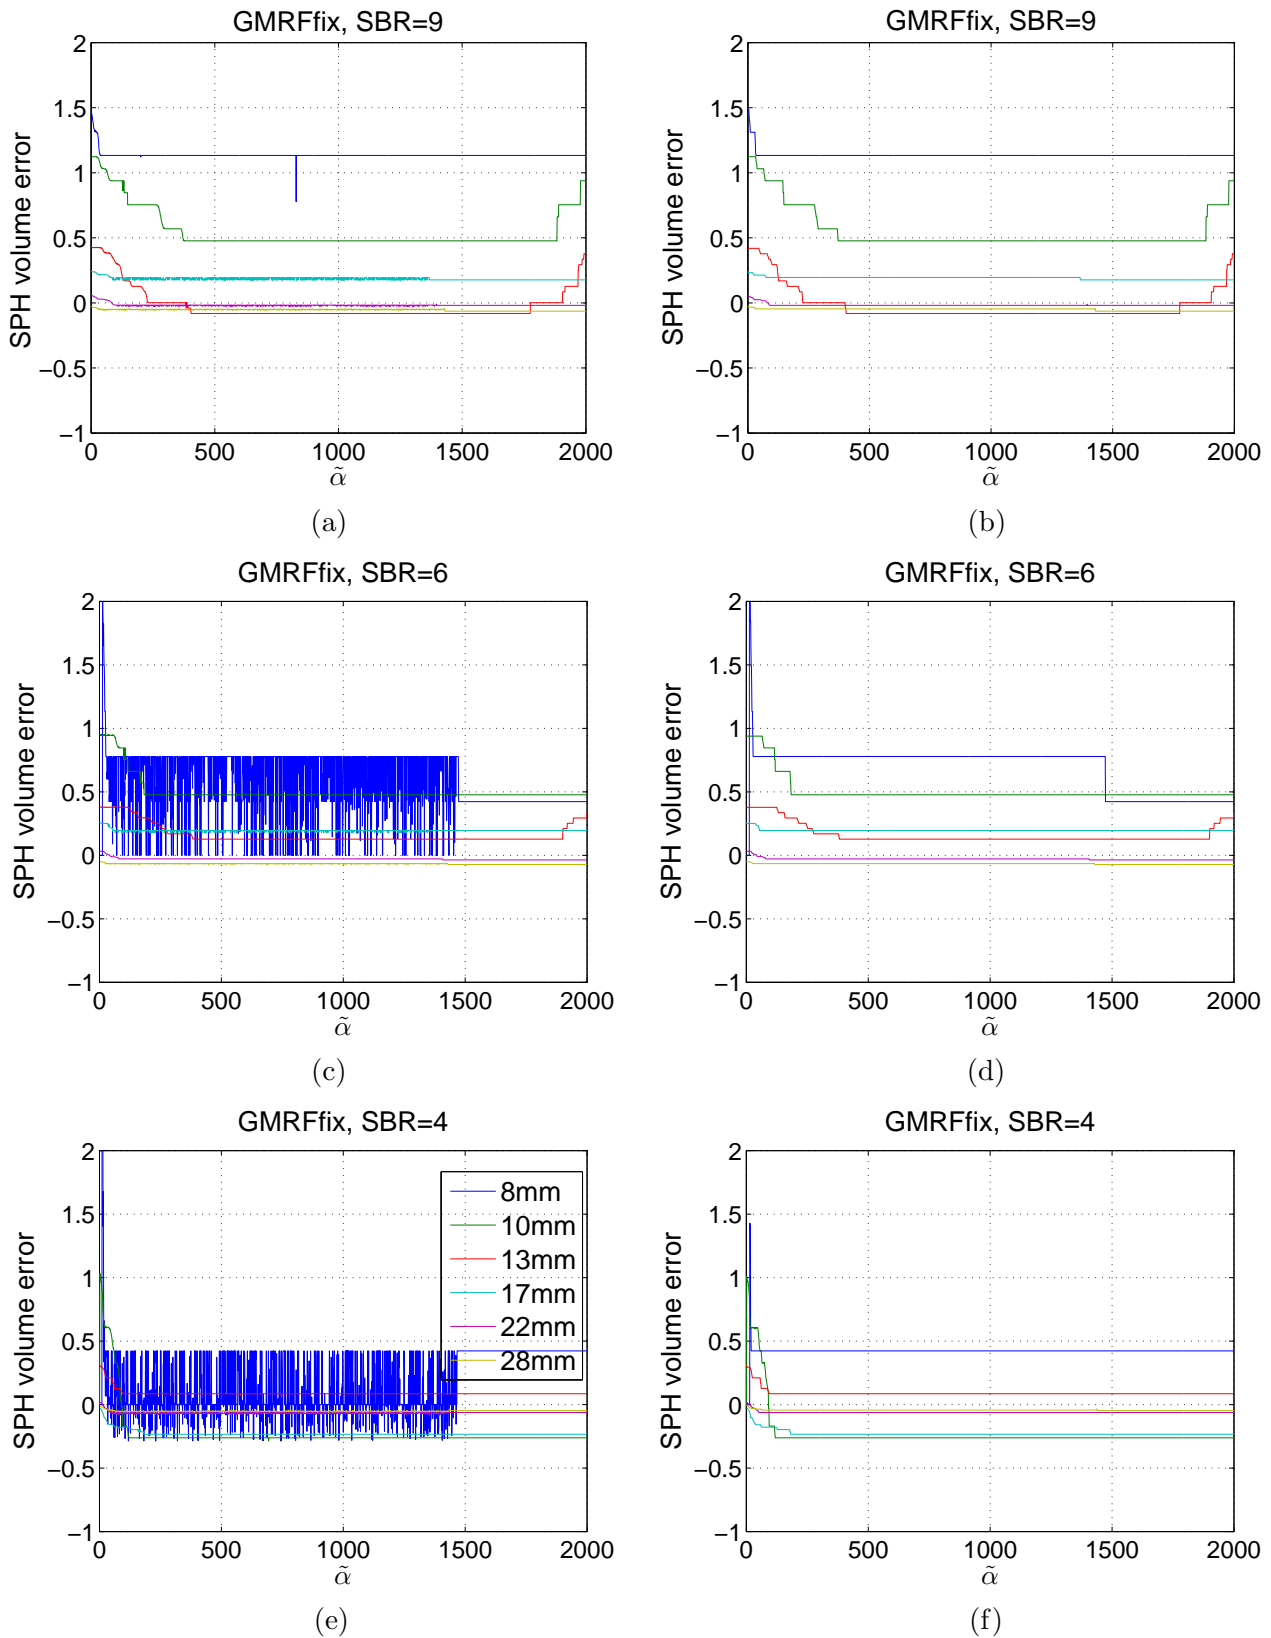 GMRFfix, SBR=9
2
1.5
1
0.5
0
−0.5
−1
SPH volume error
0 500 1000 1500 2000
α̃
(a)
GMRFfix, SBR=9
2
1.5
1
0.5
0
−0.5
−1
SPH volume error
0 500 1000 1500 2000
α̃
(b)
GMRFfix, SBR=6
2
1.5
1
0.5
0
−0.5
−1
SPH volume error
0 500 1000 1500 2000
α̃
(c)
GMRFfix, SBR=6
2
1.5
1
0.5
0
−0.5
−1
SPH volume error
0 500 1000 1500 2000
α̃
(d)
GMRFfix, SBR=4
2
1.5
1
0.5
0
−0.5
−1
SPH volume error
8mm
10mm
13mm
17mm
22mm
28mm
0 500 1000 1500 2000
α̃
(e)
GMRFfix, SBR=4
2
1.5
1
0.5
0
−0.5
−1
SPH volume error
0 500 1000 1500 2000
α̃
(f)